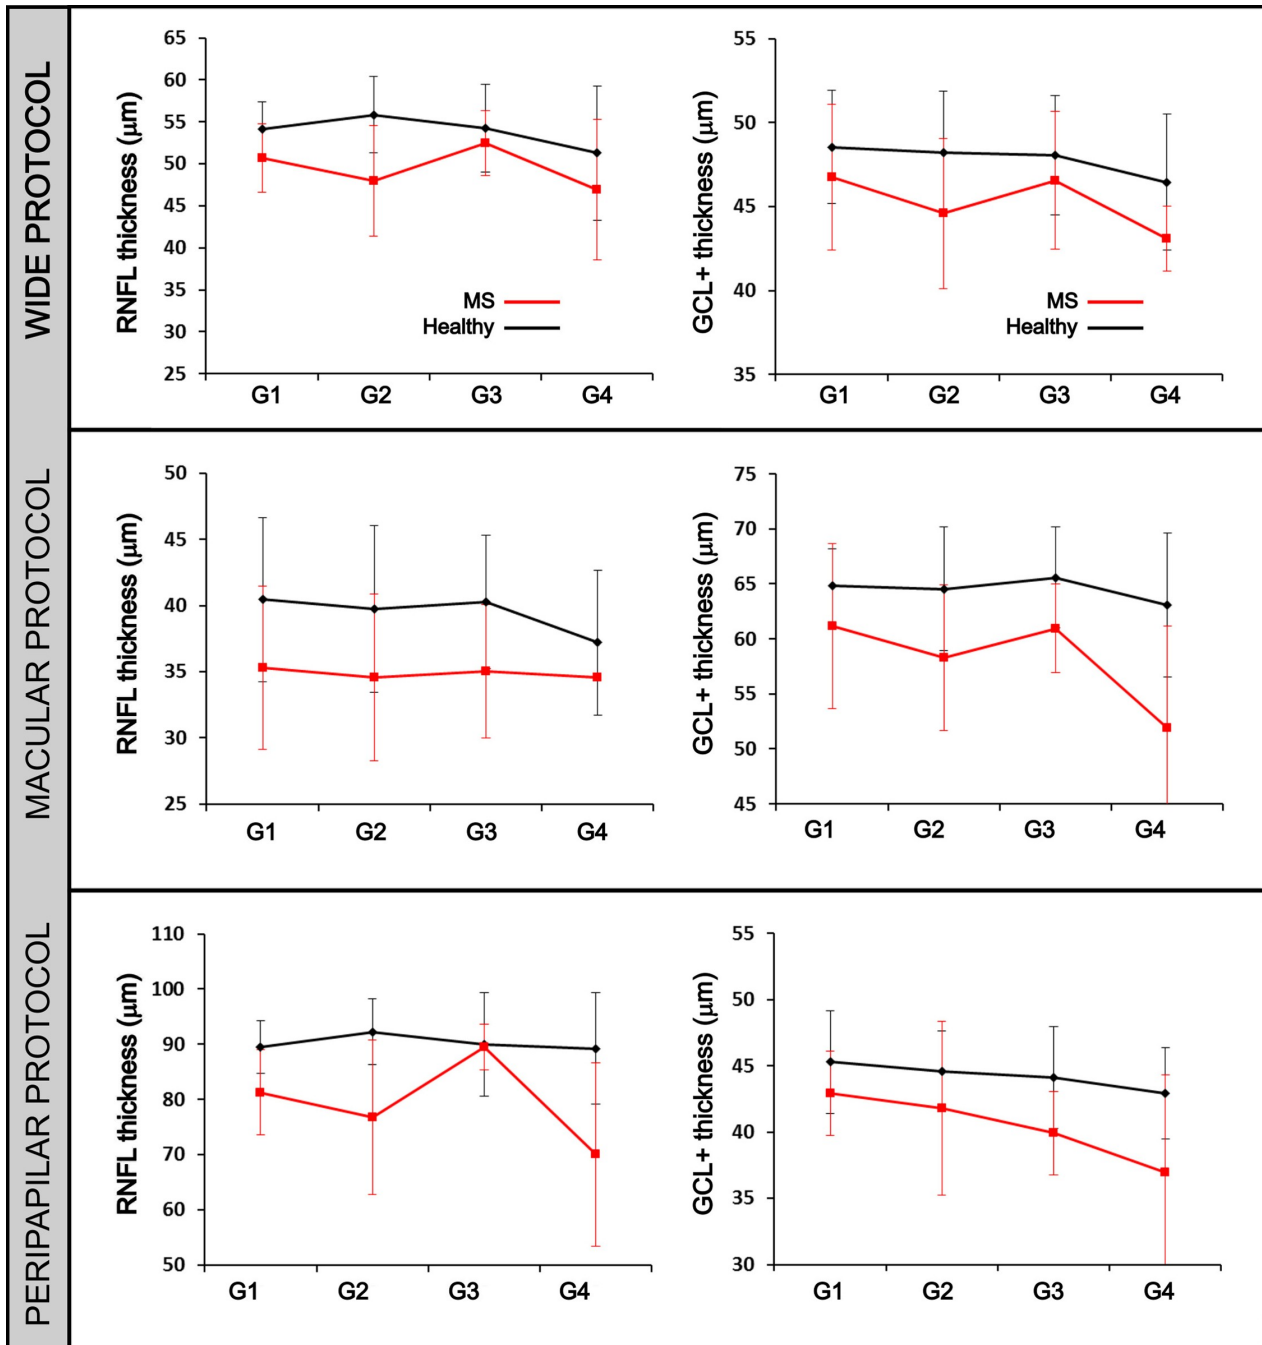 WIDE PROTOCOL
RNFL thickness (μm)
65
60
55
50
45
40
35
30
25
MS
Healthy
G1 G2 G3 G4
GCL+ thickness (μm)
55
50
45
40
35
MS
Healthy
G1 G2 G3 G4
MACULAR PROTOCOL
RNFL thickness (μm)
50
45
40
35
30
25
G1 G2 G3 G4
GCL+ thickness (μm)
75
70
65
60
55
50
45
G1 G2 G3 G4
PERIPAPILAR PROTOCOL
RNFL thickness (μm)
110
100
90
80
70
60
50
G1 G2 G3 G4
GCL+ thickness (μm)
55
50
45
40
35
30
G1 G2 G3 G4